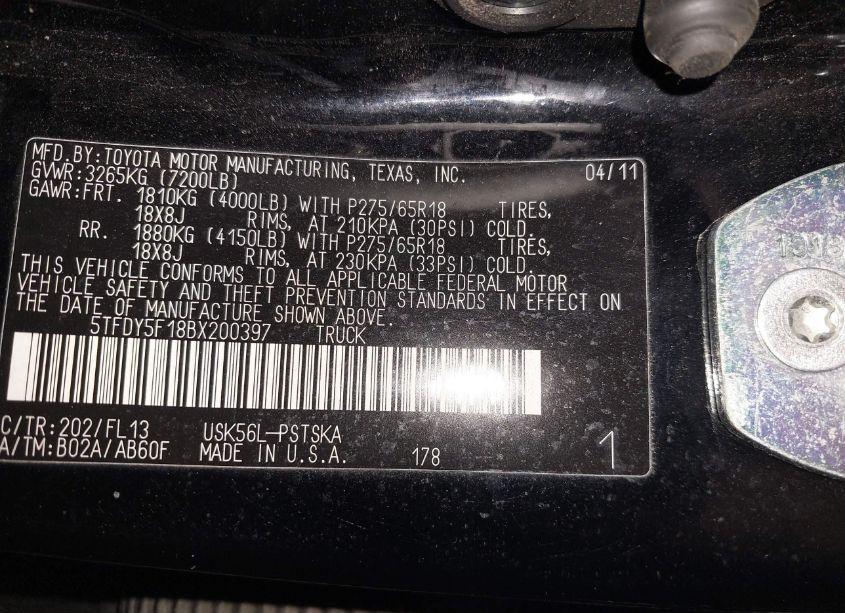 MFD.BY:TOYOTA MOTOR MANUFACTURING, TEXAS, INC. 04/11
GVWR:3265KG (7200LB)
GAWR:FRT. 1810KG (4000LB) WITH P275/65R18 TIRES,
18X8J RIMS, AT 210KPA (30PSI) COLD.
RR. 1880KG (4150LB) WITH P275/65R18 TIRES,
18X8J RIMS, AT 230KPA (33PSI) COLD.
THIS VEHICLE CONFORMS TO ALL APPLICABLE FEDERAL MOTOR
VEHICLE SAFETY AND THEFT PREVENTION STANDARDS IN EFFECT ON
THE DATE OF MANUFACTURE SHOWN ABOVE.
5TFDY5F18BX200397 TRUCK
C/TR:202/FL13 USK56L-PSTSKA
A/TM:B02A/AB60F MADE IN U.S.A. 178 1